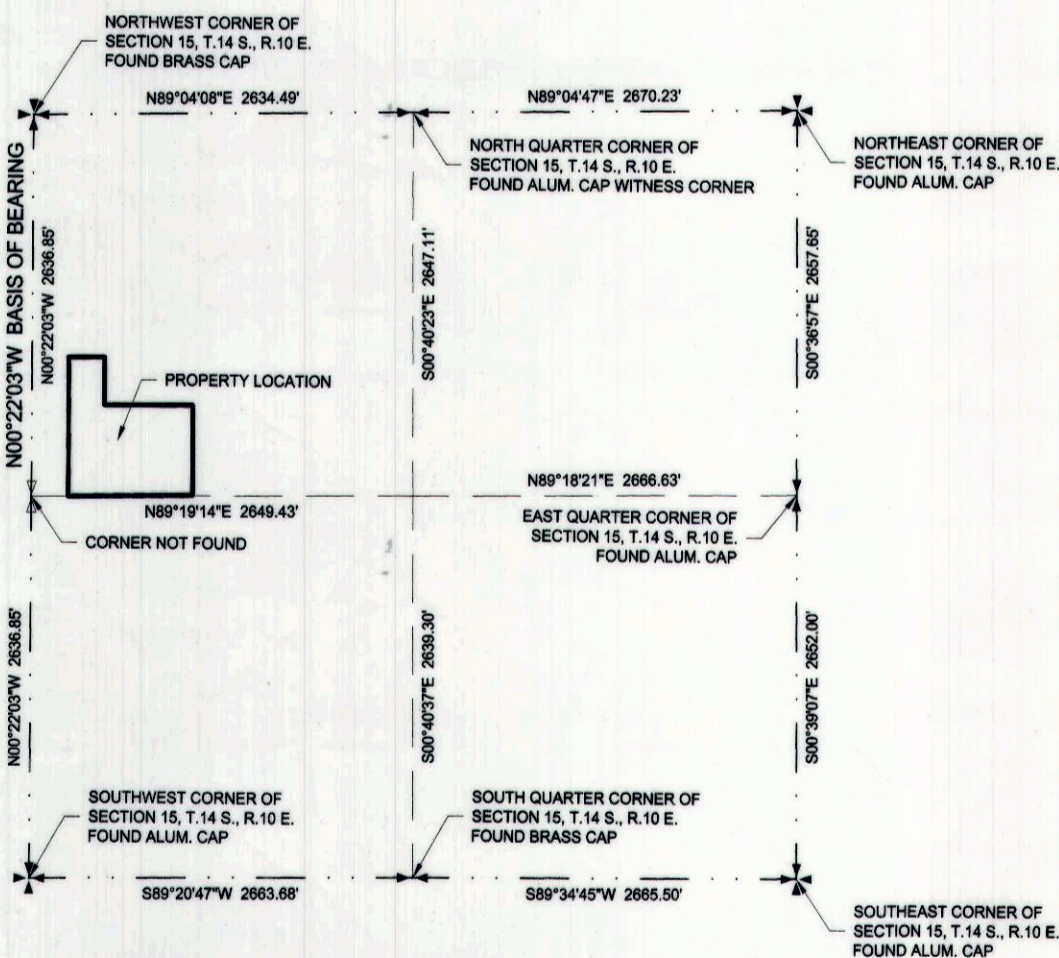 NORTHWEST CORNER OF
SECTION 15, T.14 S., R.10 E.
FOUND BRASS CAP
N89°04'08"E 2634.49'
N89°04'47"E 2670.23'
NORTH QUARTER CORNER OF
SECTION 15, T.14 S., R.10 E.
FOUND ALUM. CAP WITNESS CORNER
NORTHEAST CORNER OF
SECTION 15, T.14 S., R.10 E.
FOUND ALUM. CAP
N00°22'03"W BASIS OF BEARING
N00°22'03"W 2636.85'
S00°40'23"E 2647.11'
S00°36'57"E 2657.65'
PROPERTY LOCATION
N89°19'14"E 2649.43'
N89°18'21"E 2666.63'
CORNER NOT FOUND
EAST QUARTER CORNER OF
SECTION 15, T.14 S., R.10 E.
FOUND ALUM. CAP
N00°22'03"W 2636.85'
S00°40'37"E 2639.30'
S00°39'07"E 2652.00'
SOUTHWEST CORNER OF
SECTION 15, T.14 S., R.10 E.
FOUND ALUM. CAP
SOUTH QUARTER CORNER OF
SECTION 15, T.14 S., R.10 E.
FOUND BRASS CAP
S89°20'47"W 2663.68'
S89°34'45"W 2665.50'
SOUTHEAST CORNER OF
SECTION 15, T.14 S., R.10 E.
FOUND ALUM. CAP